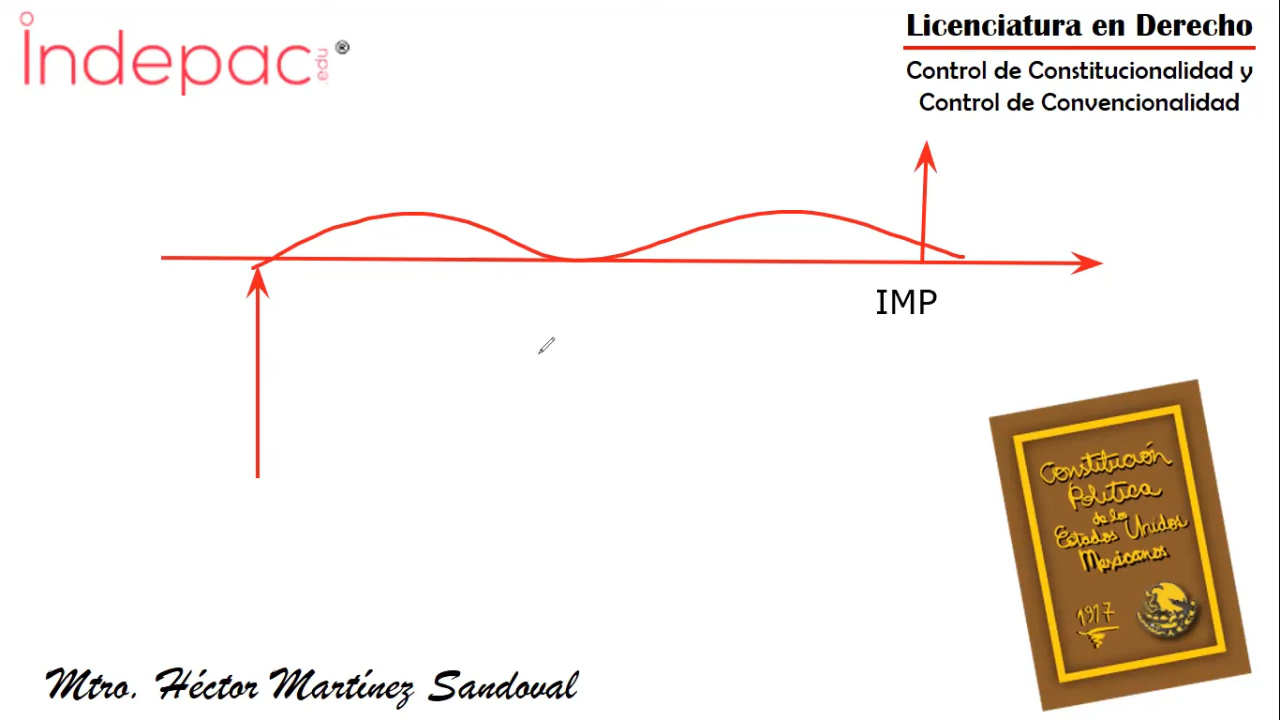 indepac.edu ®
Licenciatura en Derecho
Control de Constitucionalidad y
Control de Convencionalidad
IMP
Constitución
Política
de los
Estados Unidos
Mexicanos
1917
Mtro. Héctor Martínez Sandoval